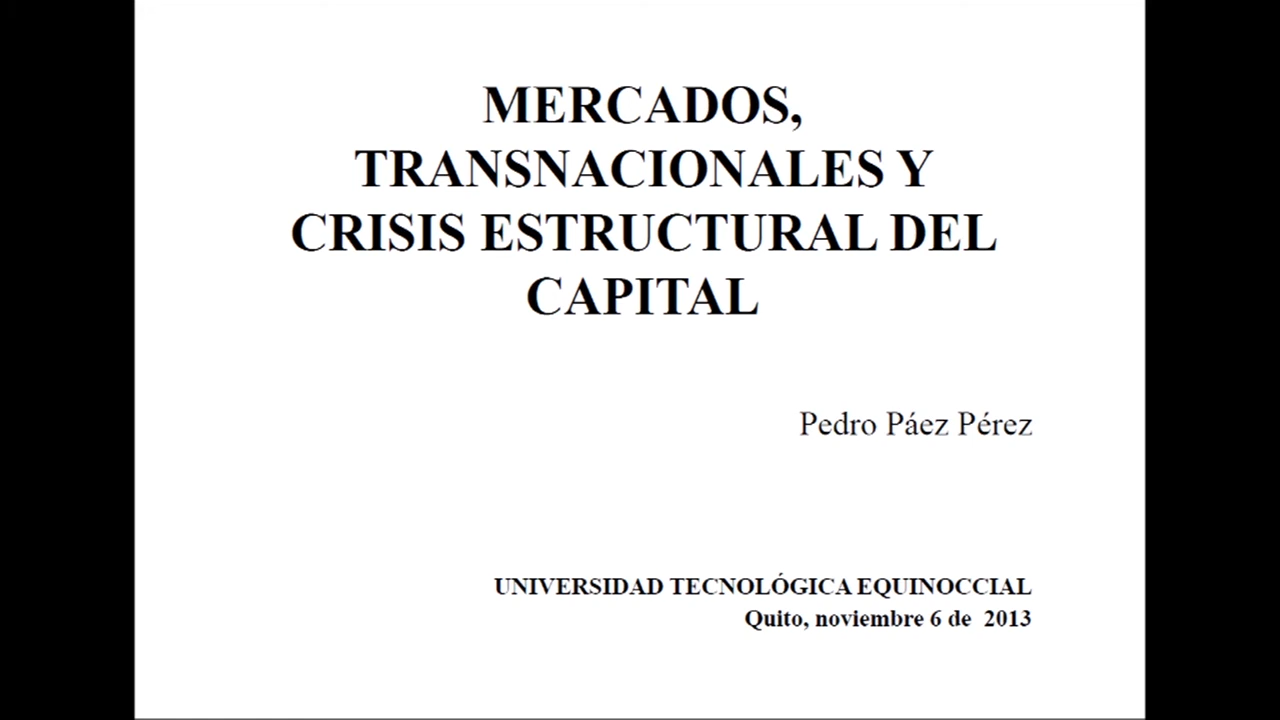 MERCADOS,
TRANSNACIONALES Y
CRISIS ESTRUCTURAL DEL
CAPITAL
Pedro Páez Pérez
UNIVERSIDAD TECNOLÓGICA EQUINOCCIAL
Quito, noviembre 6 de 2013